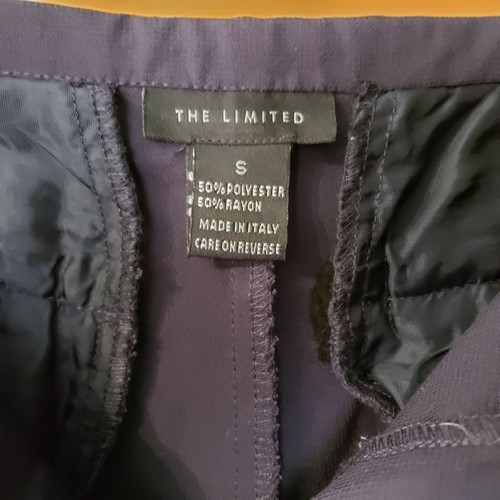 THE LIMITED
S
50% POLYESTER
50% RAYON
MADE IN ITALY
CARE ON REVERSE